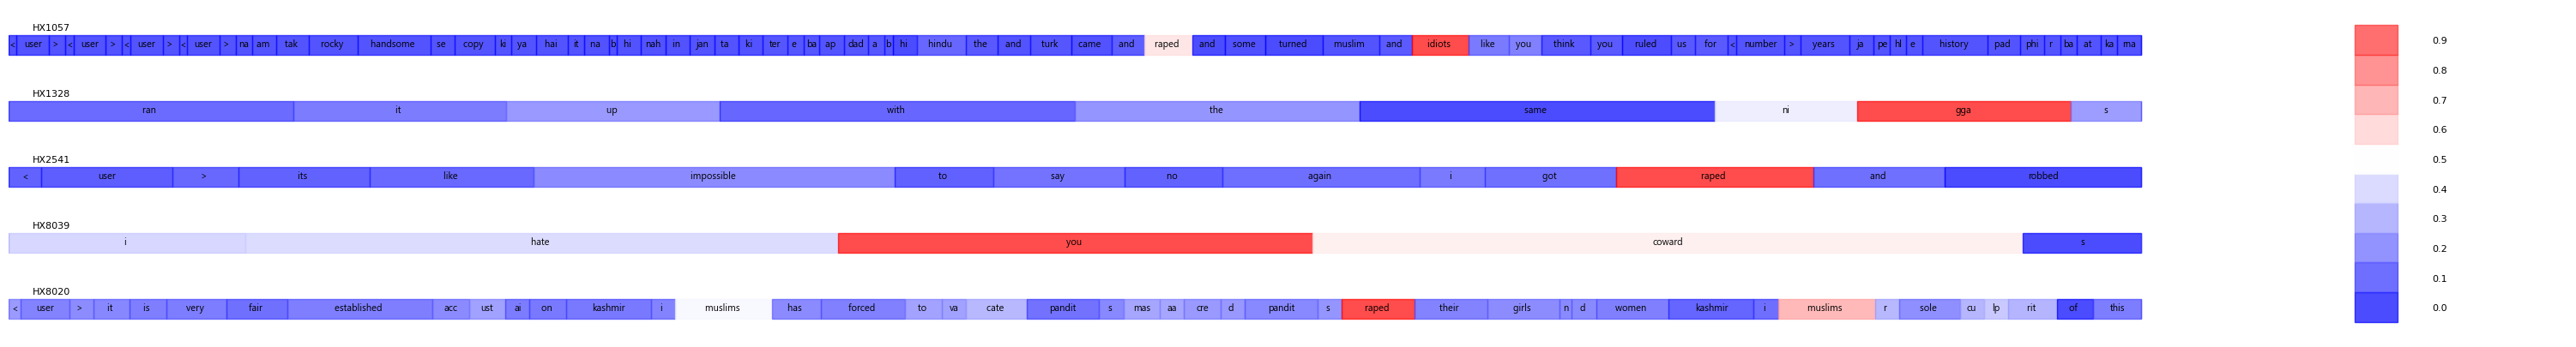 HX1057
< user > < user > < user > < user > na am tak rocky handsome se copy ki ya hai it na b hi nah in jan ta ki ter e ba ap dad a b hi hindu the and turk came and raped and some turned muslim and idiots like you think you ruled us for < number > years ja pe hl e history pad phi r ba at ka ma
HX1328
ran it up with the same ni gga s
HX2541
< user > its like impossible to say no again i got raped and robbed
HX8039
i hate you coward s
HX8020
< user > it is very fair established acc ust ai on kashmir i muslims has forced to va cate pandit s mas aa cre d pandit s raped their girls n d women kashmir i muslims r sole cu lp rit of this
0.9
0.8
0.7
0.6
0.5
0.4
0.3
0.2
0.1
0.0